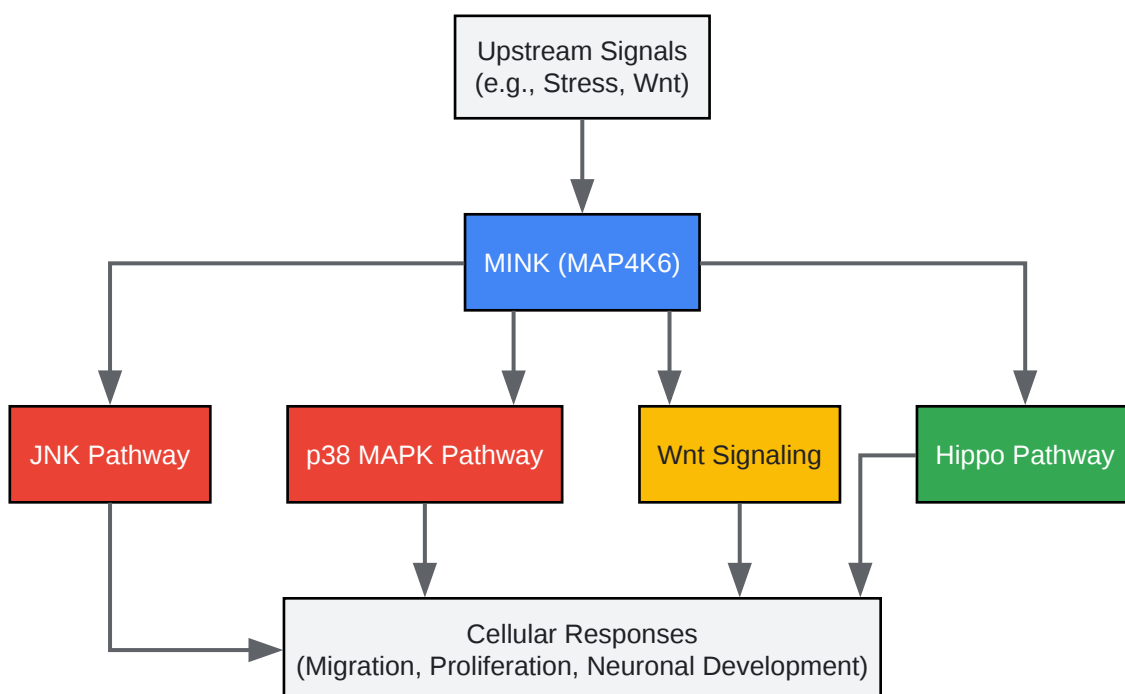 Upstream Signals
(e.g., Stress, Wnt)
MINK (MAP4K6)
JNK Pathway
p38 MAPK Pathway
Wnt Signaling
Hippo Pathway
Cellular Responses
(Migration, Proliferation, Neuronal Development)